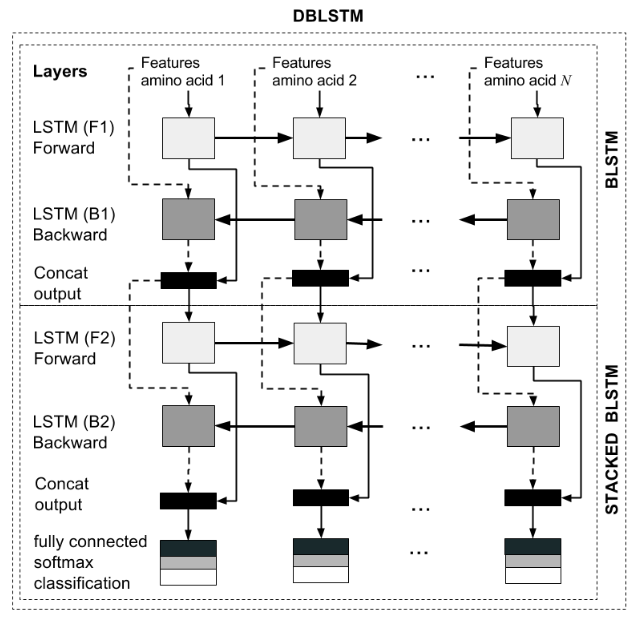 DBLSTM
Layers
Features
amino acid 1
Features
amino acid 2
...
Features
amino acid N
LSTM (F1)
Forward
...
BLSTM
LSTM (B1)
Backward
...
Concat
output
...
LSTM (F2)
Forward
...
LSTM (B2)
Backward
...
STACKED BLSTM
Concat
output
...
fully connected
softmax
classification
...